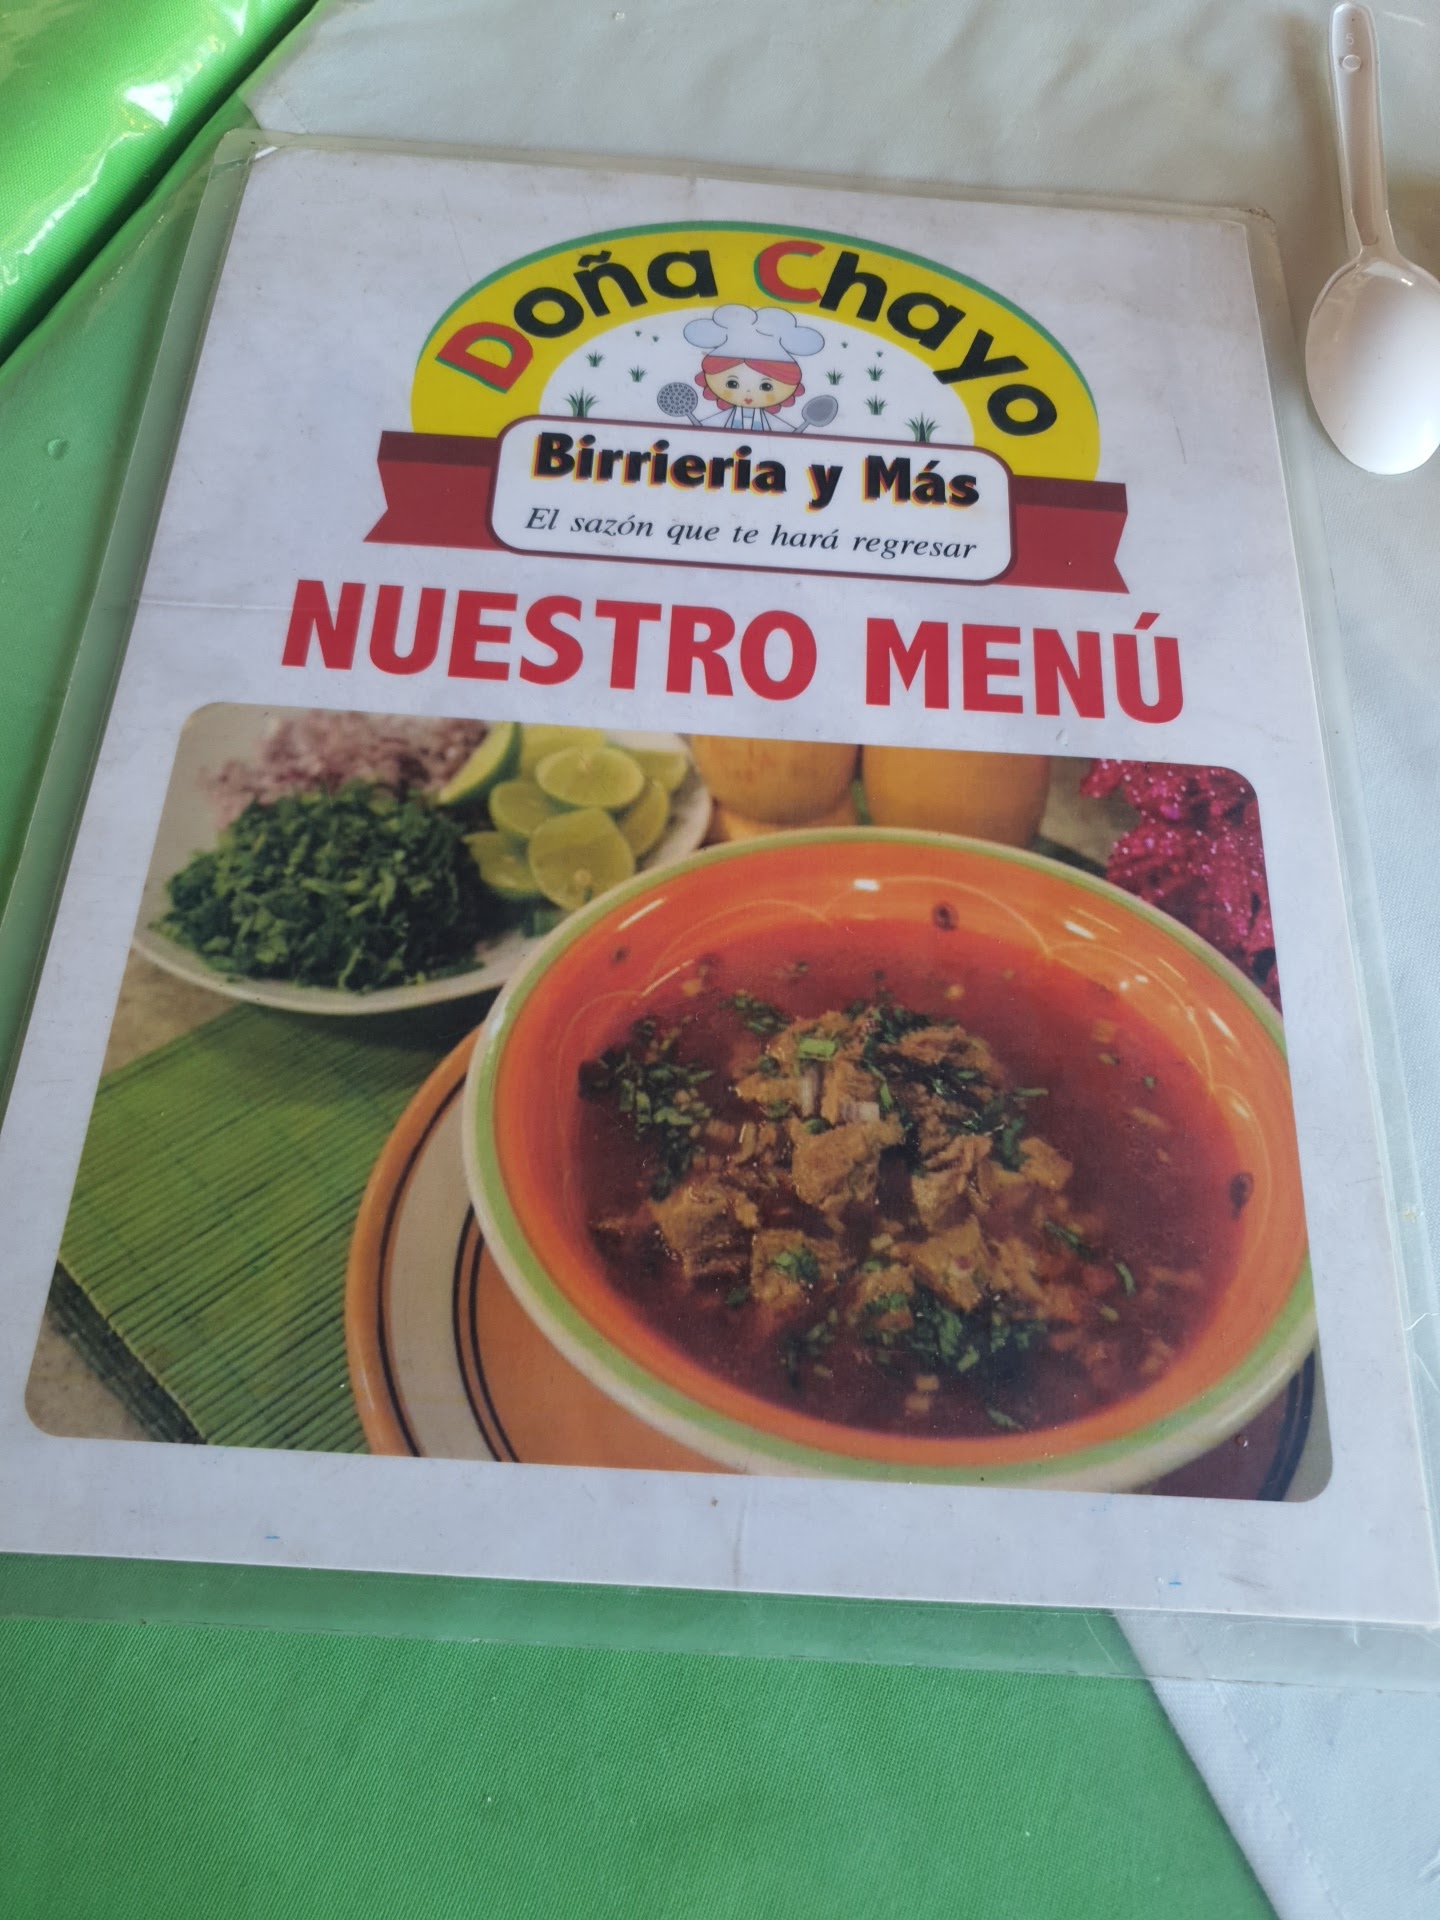 Doña Chayo
Birrieria y Más
El sazón que te hará regresar
NUESTRO MENÚ